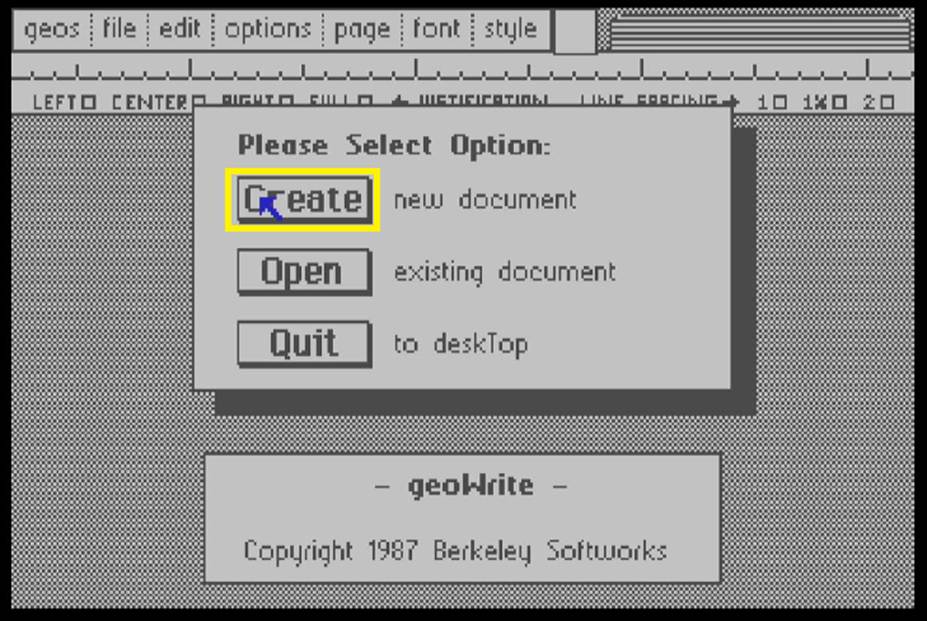 geos file edit options page font style
LEFT CENTER RIGHT FULL ← JUSTIFICATION LINE SPACING → 1 1½ 2
Please Select Option:
Create new document
Open existing document
Quit to deskTop
- geoWrite -
Copyright 1987 Berkeley Softworks